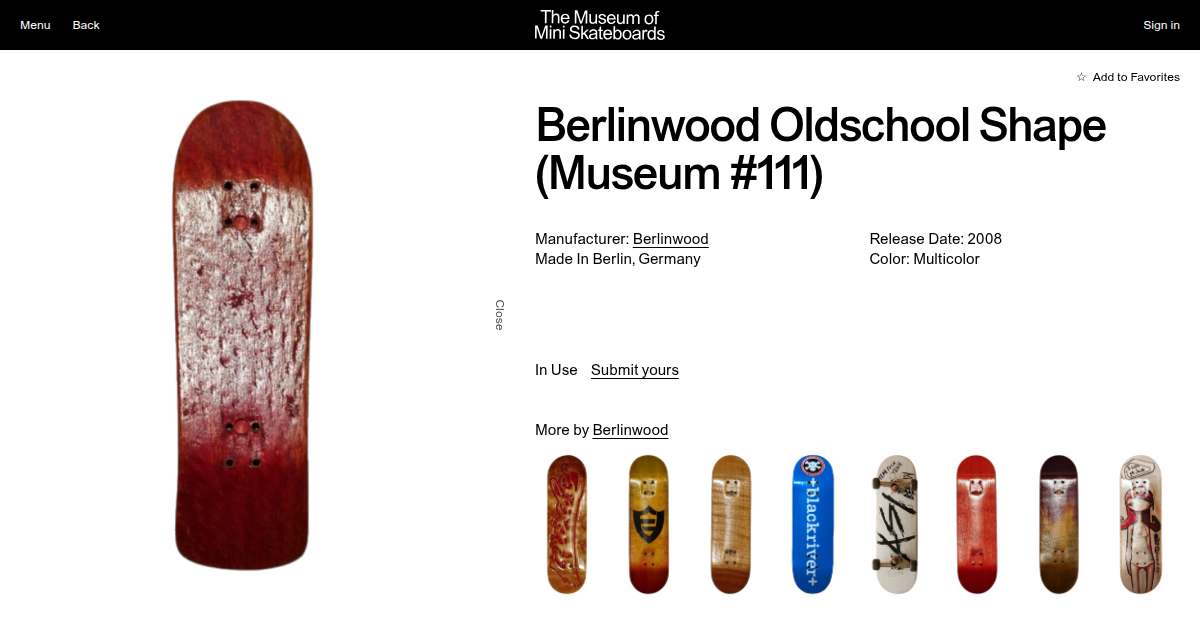 Menu
Back
The Museum of
Mini Skateboards
Sign in
☆ Add to Favorites
Berlinwood Oldschool Shape
(Museum #111)
Manufacturer: Berlinwood
Made In Berlin, Germany
Release Date: 2008
Color: Multicolor
Close
In Use
Submit yours
More by Berlinwood
+blackriver+